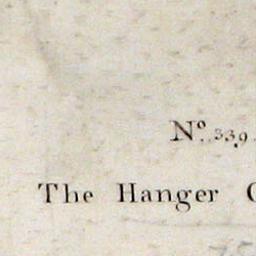 Nº. 339.
The Hanger